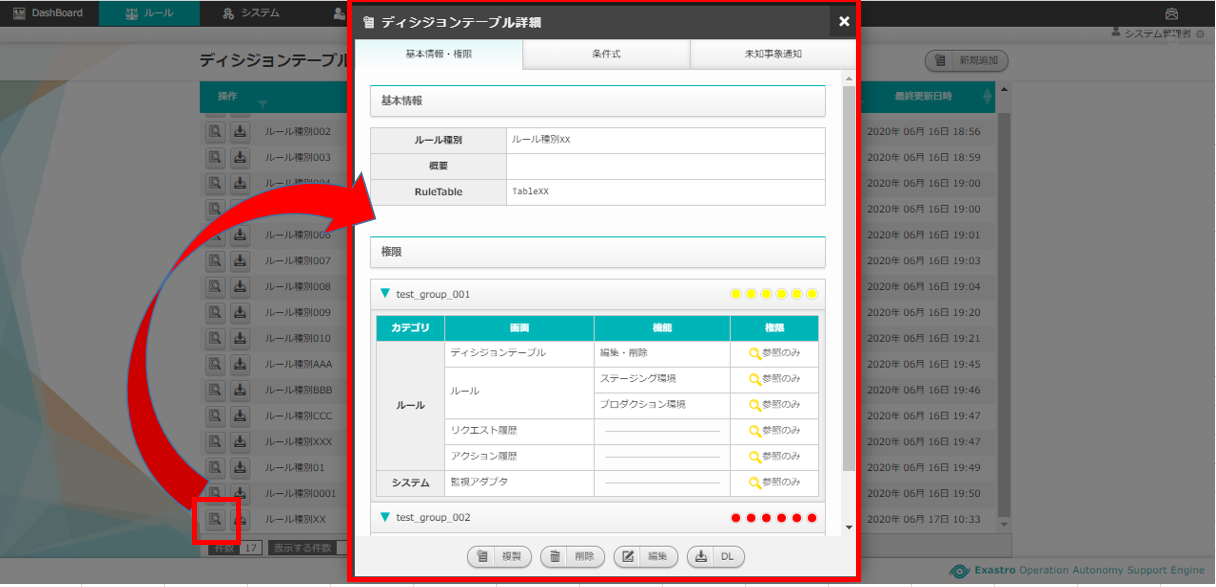 DashBoard ルール システム
システム管理者
ディシジョンテーブル
新規追加
ディシジョンテーブル詳細
基本情報・権限 条件式 未知事象通知
基本情報
ルール種別 ルール種別XX
概要
RuleTable TableXX
権限
test_group_001
カテゴリ 画面 機能 権限
ルール ディシジョンテーブル 編集・削除 参照のみ
ルール ステージング環境 参照のみ
プロダクション環境 参照のみ
リクエスト履歴 参照のみ
アクション履歴 参照のみ
システム 監視アダプタ 参照のみ
test_group_002
複製 削除 編集 DL
操作 最終更新日時
ルール種別002 2020年 06月 16日 18:56
ルール種別003 2020年 06月 16日 18:59
ルール種別004 2020年 06月 16日 19:00
2020年 06月 16日 19:00
ルール種別006 2020年 06月 16日 19:01
ルール種別007 2020年 06月 16日 19:03
ルール種別008 2020年 06月 16日 19:04
ルール種別009 2020年 06月 16日 19:20
ルール種別010 2020年 06月 16日 19:21
ルール種別AAA 2020年 06月 16日 19:45
ルール種別BBB 2020年 06月 16日 19:46
ルール種別CCC 2020年 06月 16日 19:47
ルール種別XXX 2020年 06月 16日 19:47
ルール種別01 2020年 06月 16日 19:49
ルール種別0001 2020年 06月 16日 19:50
ルール種別XX 2020年 06月 17日 10:33
件数 17 表示する件数
Exastro Operation Autonomy Support Engine